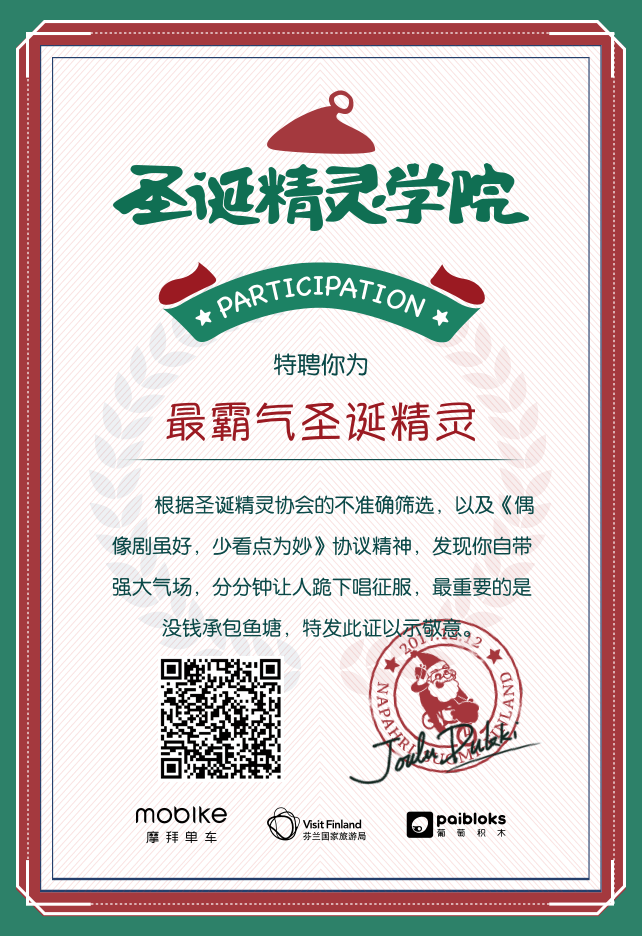 圣诞精灵学院
PARTICIPATION
特聘你为
最霸气圣诞精灵
根据圣诞精灵协会的不准确筛选，以及《偶
像剧虽好，少看点为妙》协议精神，发现你自带
强大气场，分分钟让人跪下唱征服，最重要的是
没钱承包鱼塘，特发此证以示敬意。
2017.12.12
NAPAHRI SUOMI FINLAND
mobike
摩拜单车
Visit Finland
芬兰国家旅游局
paibloks
葡萄积木